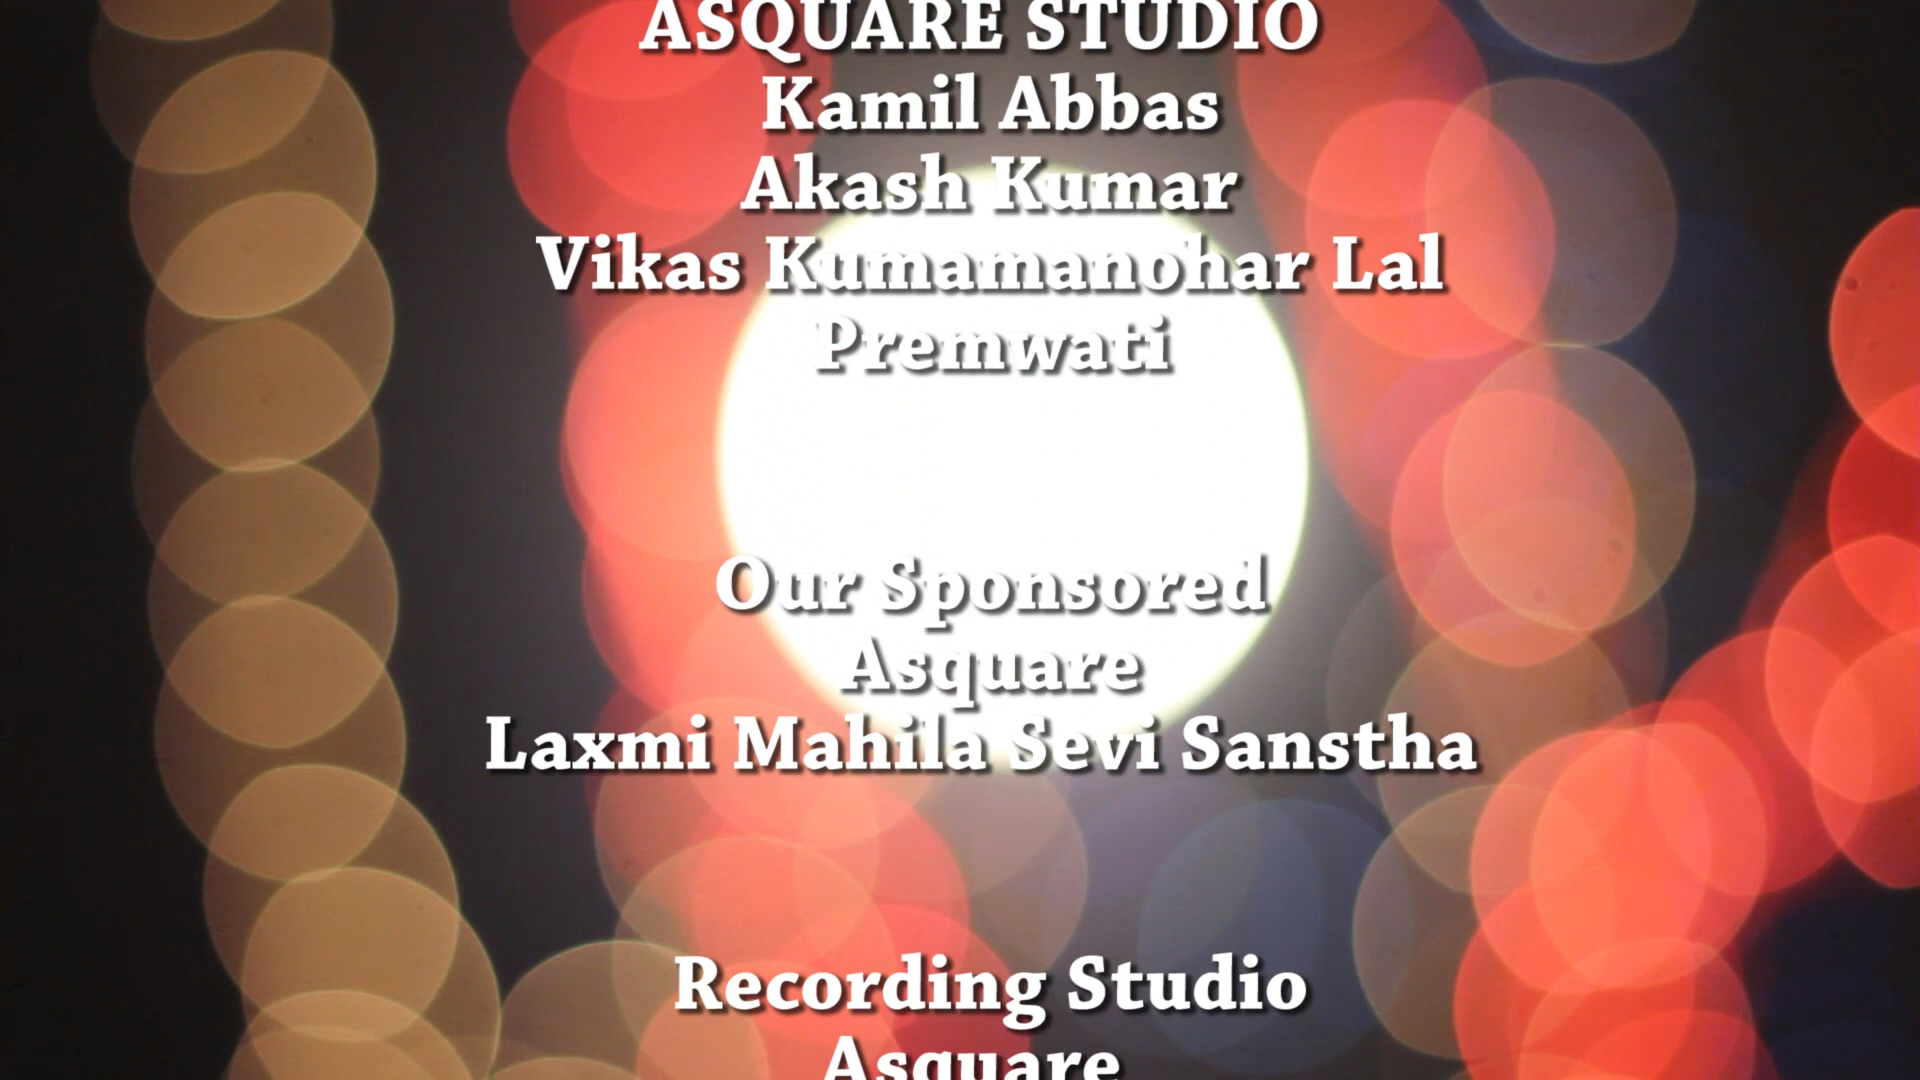 ASQUARE STUDIO
Kamil Abbas
Akash Kumar
Vikas Kumamanohar Lal
Premwati
Our Sponsored
Asquare
Laxmi Mahila Sevi Sanstha
Recording Studio
Asquare